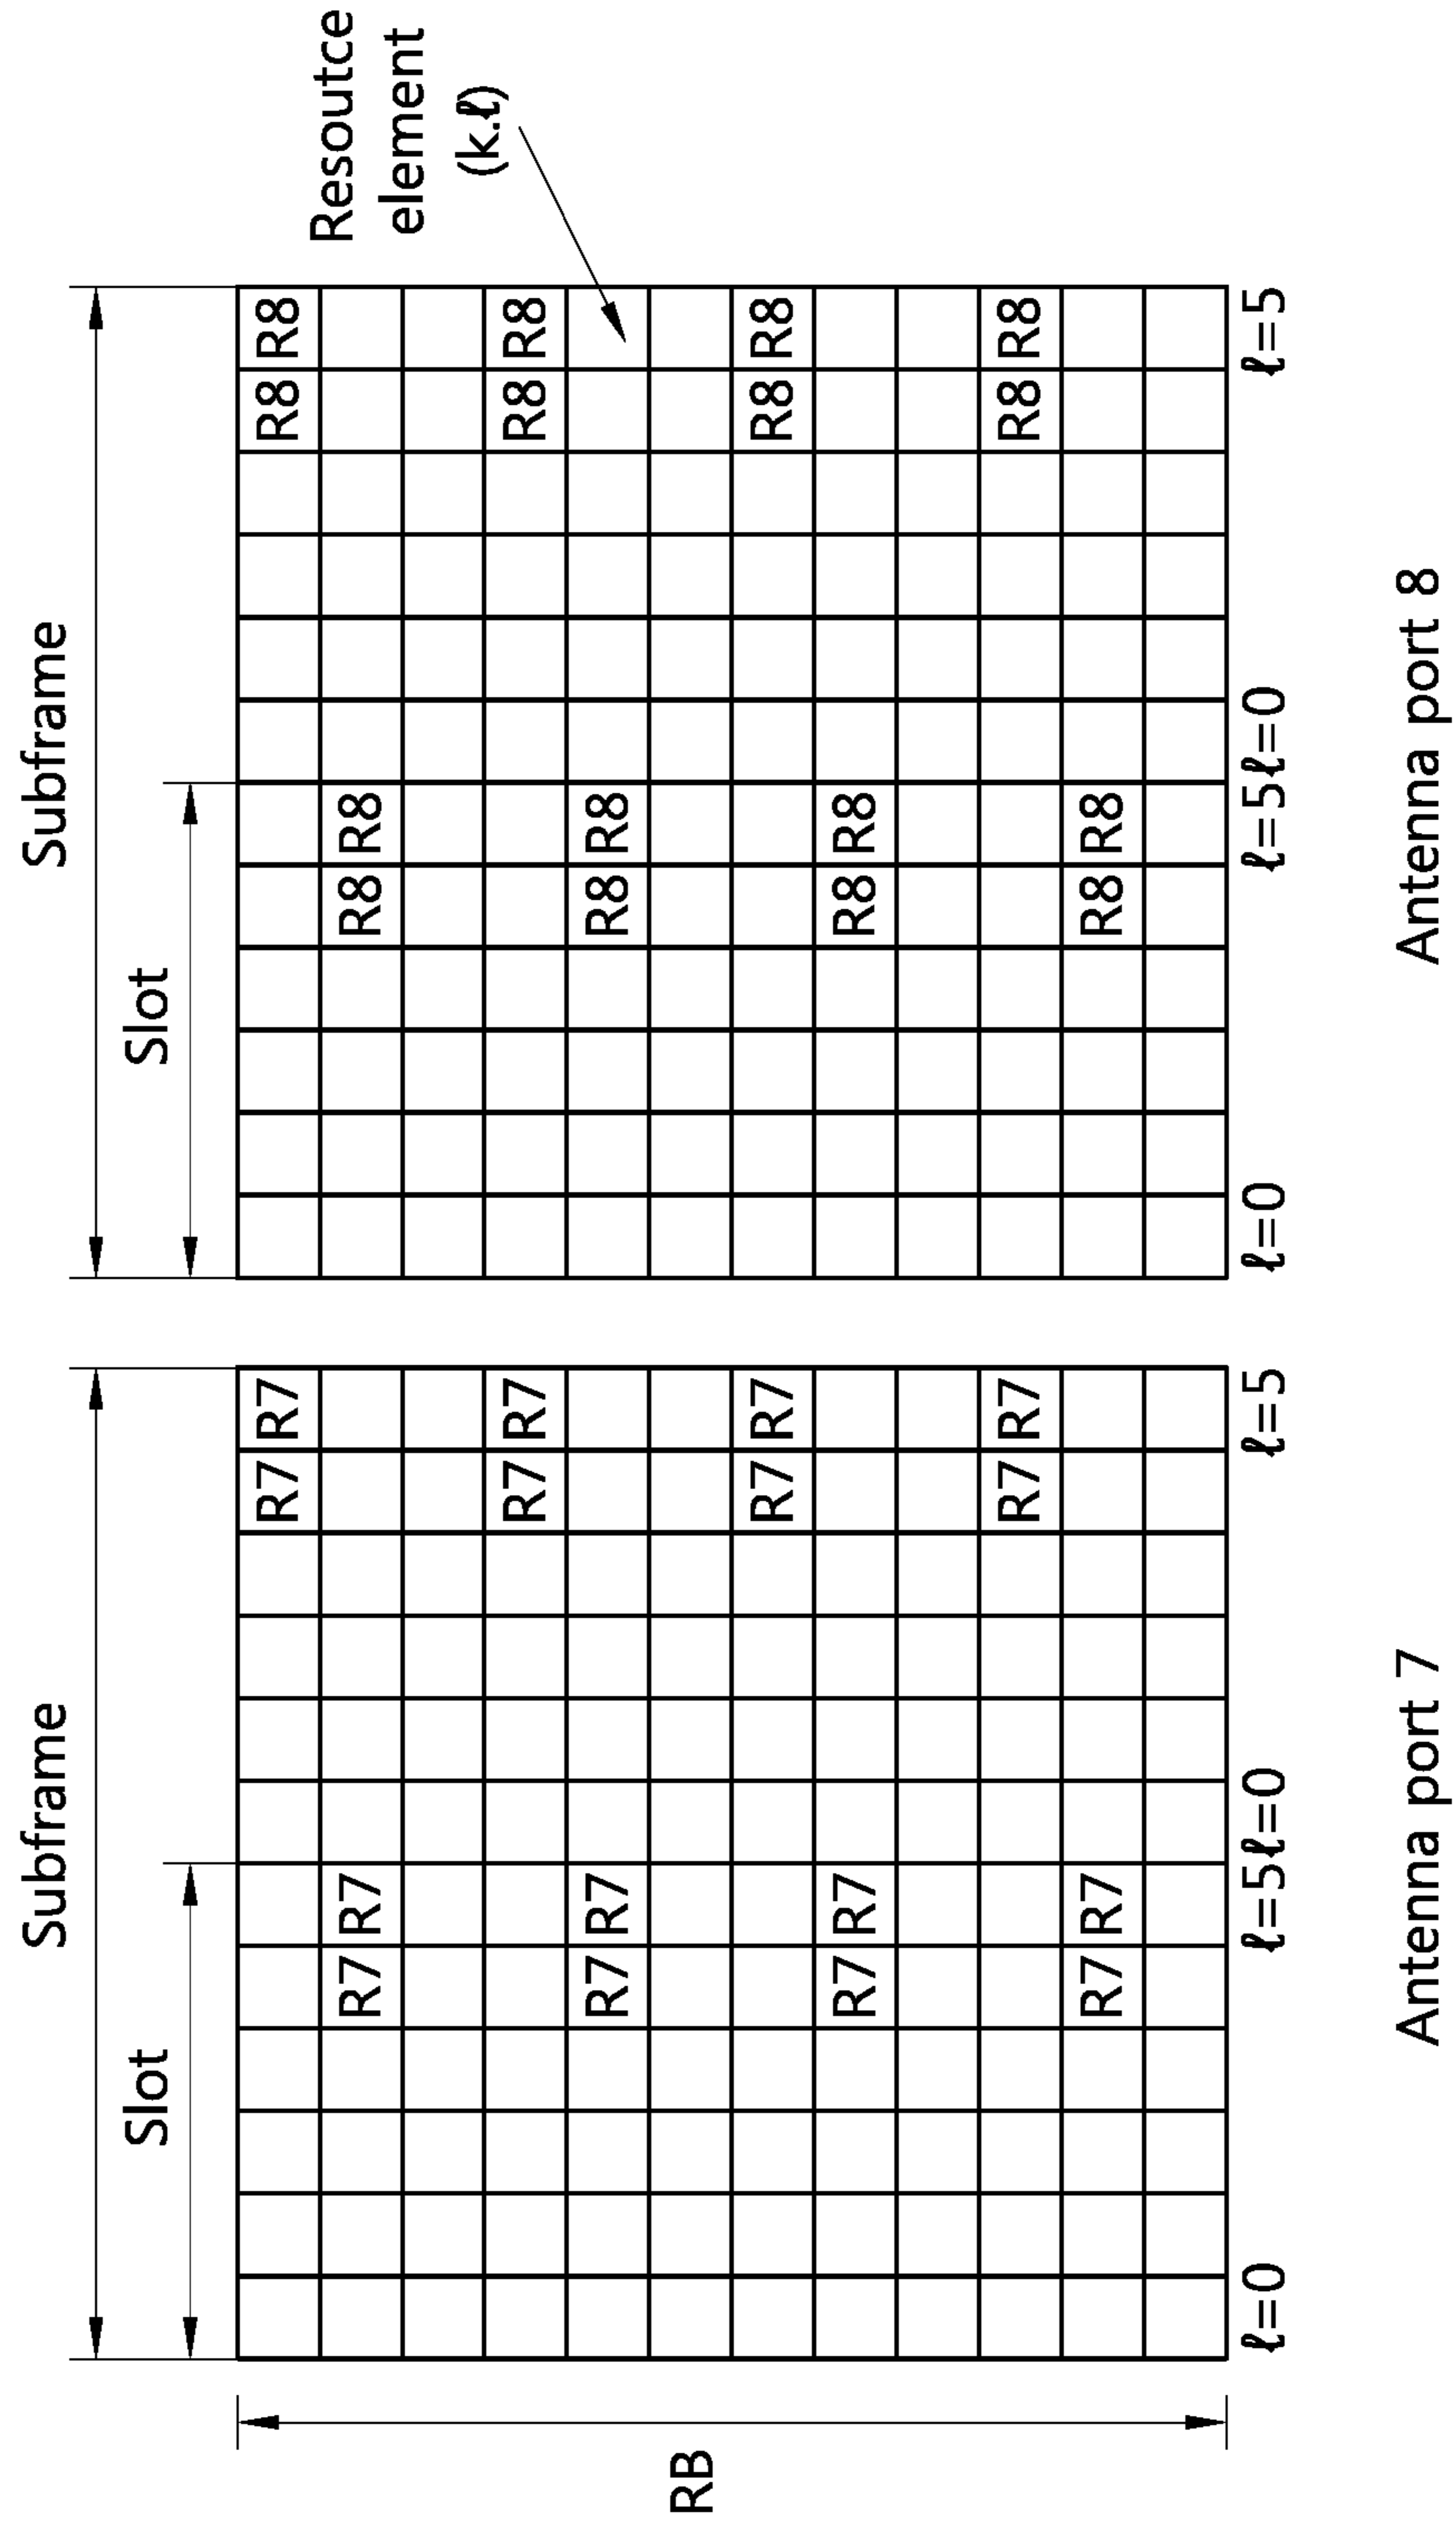 Subframe Subframe
Slot Slot
R7 R7 R8 R8
Resoutce
R7 R7 R8 R8
element
(k.ℓ)
R7 R7 R8 R8
R7 R7 R8 R8
RB
R7 R7 R8 R8
R7 R7 R8 R8
R7 R7 R8 R8
R7 R7 R8 R8
ℓ=0 ℓ=5 ℓ=0 ℓ=5 ℓ=0 ℓ=5 ℓ=0 ℓ=5
Antenna port 7 Antenna port 8